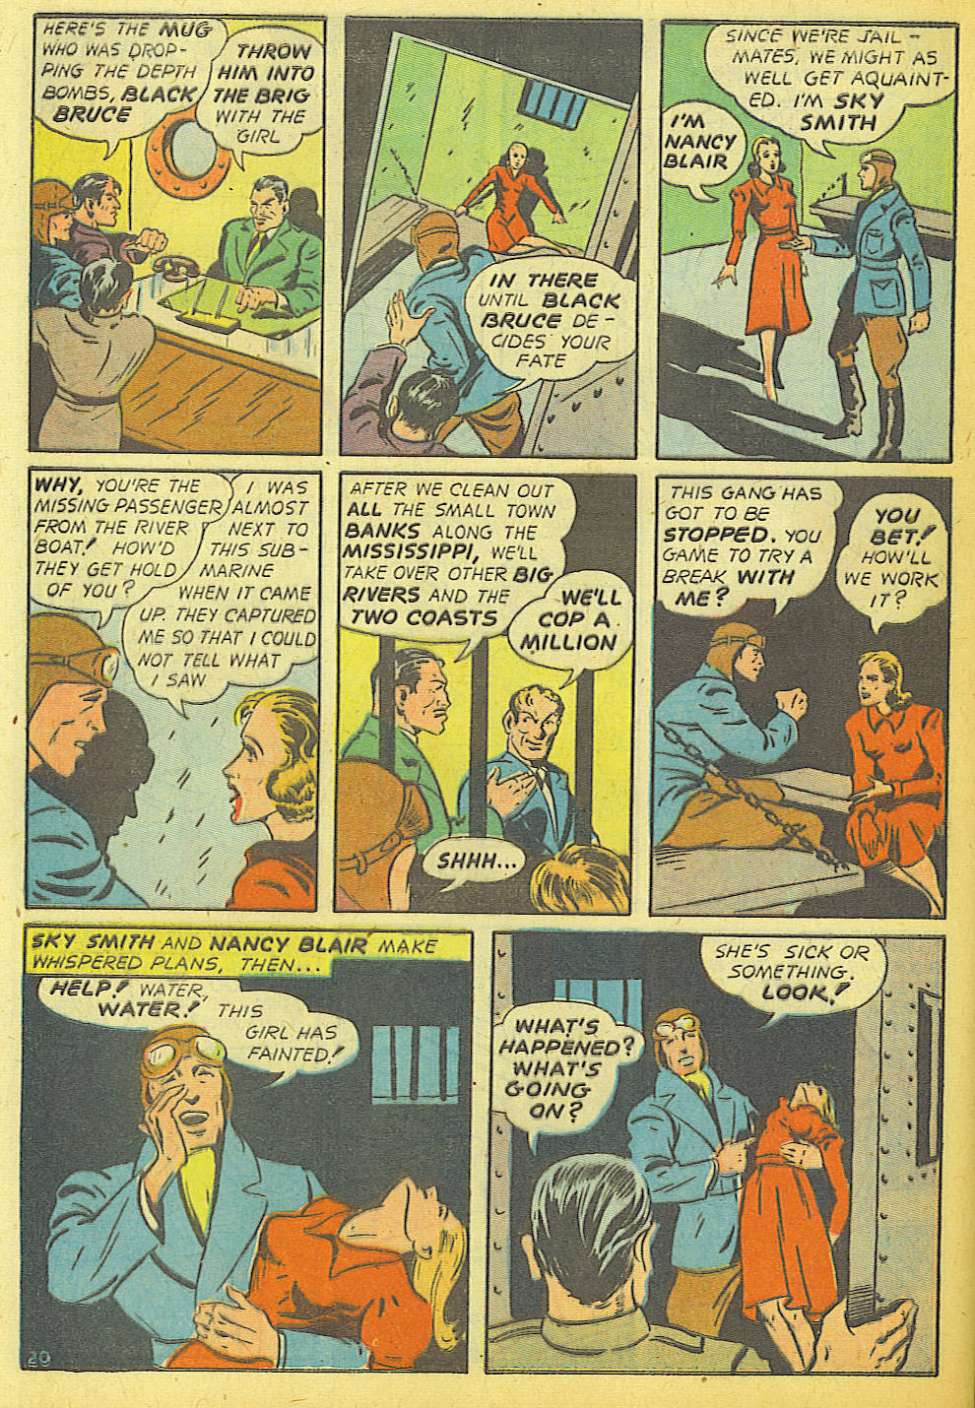 HERE'S THE MUG
WHO WAS DROP-
PING THE DEPTH
BOMBS, BLACK
BRUCE
THROW
HIM INTO
THE BRIG
WITH THE
GIRL
IN THERE
UNTIL BLACK
BRUCE DE-
CIDES YOUR
FATE
I'M
NANCY
BLAIR
SINCE WE'RE JAIL-
MATES, WE MIGHT AS
WELL GET AQUAINT-
ED. I'M SKY
SMITH
WHY, YOU'RE THE
MISSING PASSENGER
FROM THE RIVER
BOAT! HOW'D
THEY GET HOLD
OF YOU?
I WAS
ALMOST
NEXT TO
THIS SUB-
MARINE
WHEN IT CAME
UP. THEY CAPTURED
ME SO THAT I COULD
NOT TELL WHAT
I SAW
AFTER WE CLEAN OUT
ALL THE SMALL TOWN
BANKS ALONG THE
MISSISSIPPI, WE'LL
TAKE OVER OTHER BIG
RIVERS AND THE
TWO COASTS
WE'LL
COP A
MILLION
SHHH...
THIS GANG HAS
GOT TO BE
STOPPED. YOU
GAME TO TRY A
BREAK WITH
ME?
YOU
BET!
HOW'LL
WE WORK
IT?
SKY SMITH AND NANCY BLAIR MAKE
WHISPERED PLANS, THEN...
HELP! WATER,
WATER! THIS
GIRL HAS
FAINTED!
WHAT'S
HAPPENED?
WHAT'S
GOING
ON?
SHE'S SICK OR
SOMETHING.
LOOK!
20